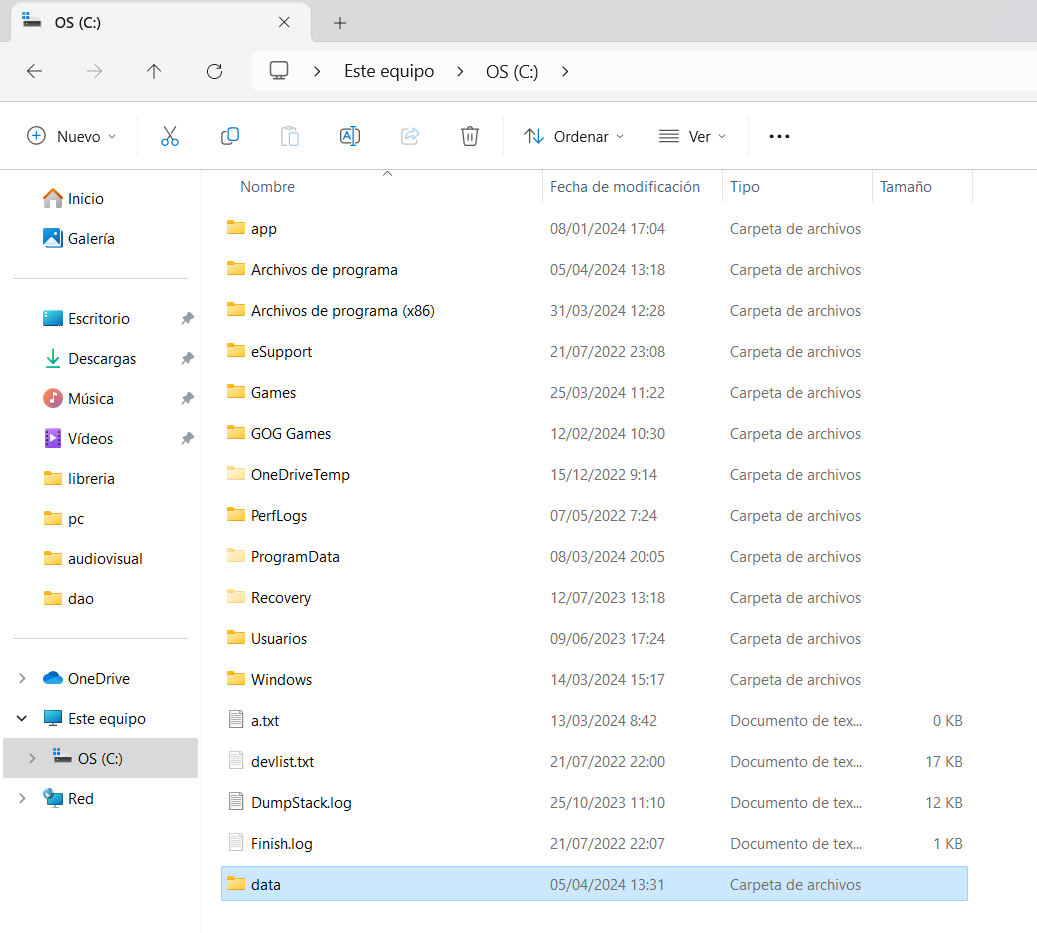 OS (C:)
Este equipo OS (C:)
Nuevo Ordenar Ver
Nombre Fecha de modificación Tipo Tamaño
Inicio
Galería
Escritorio
Descargas
Música
Vídeos
libreria
pc
audiovisual
dao
OneDrive
Este equipo
OS (C:)
Red
app 08/01/2024 17:04 Carpeta de archivos
Archivos de programa 05/04/2024 13:18 Carpeta de archivos
Archivos de programa (x86) 31/03/2024 12:28 Carpeta de archivos
eSupport 21/07/2022 23:08 Carpeta de archivos
Games 25/03/2024 11:22 Carpeta de archivos
GOG Games 12/02/2024 10:30 Carpeta de archivos
OneDriveTemp 15/12/2022 9:14 Carpeta de archivos
PerfLogs 07/05/2022 7:24 Carpeta de archivos
ProgramData 08/03/2024 20:05 Carpeta de archivos
Recovery 12/07/2023 13:18 Carpeta de archivos
Usuarios 09/06/2023 17:24 Carpeta de archivos
Windows 14/03/2024 15:17 Carpeta de archivos
a.txt 13/03/2024 8:42 Documento de tex... 0 KB
devlist.txt 21/07/2022 22:00 Documento de tex... 17 KB
DumpStack.log 25/10/2023 11:10 Documento de tex... 12 KB
Finish.log 21/07/2022 22:07 Documento de tex... 1 KB
data 05/04/2024 13:31 Carpeta de archivos